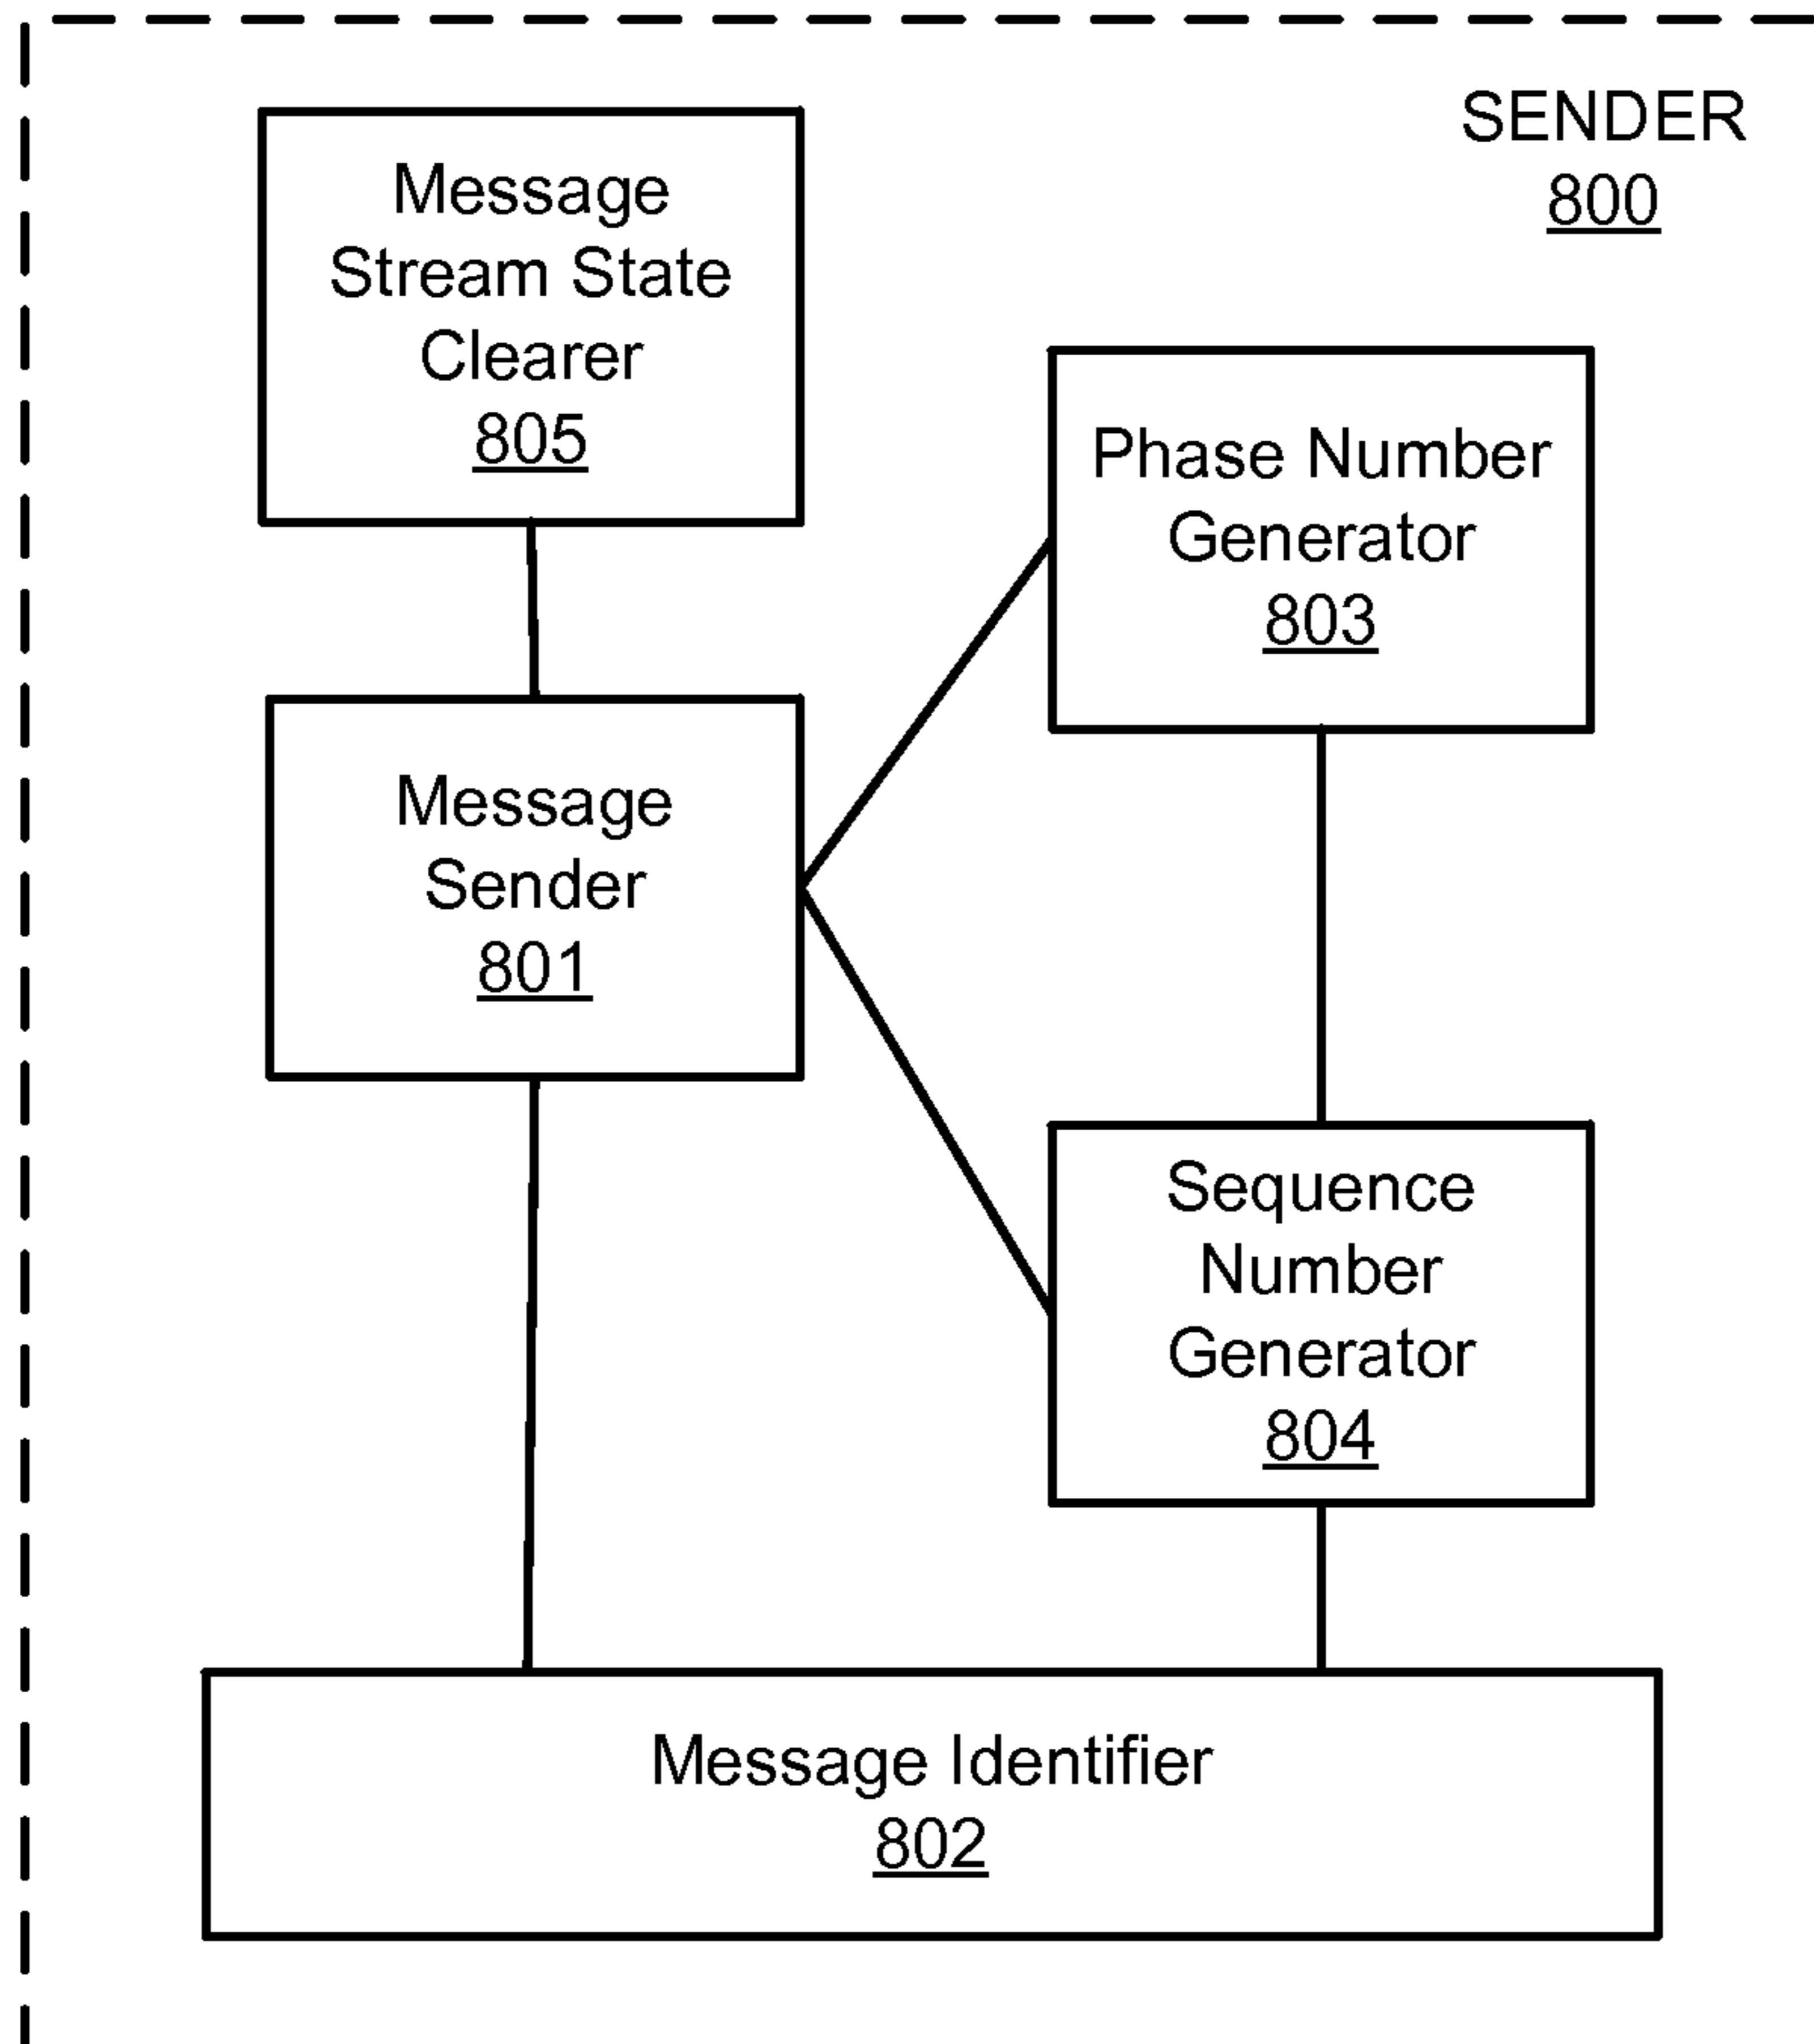 SENDER
800
Message
Stream State
Clearer
805
Phase Number
Generator
803
Message
Sender
801
Sequence
Number
Generator
804
Message Identifier
802